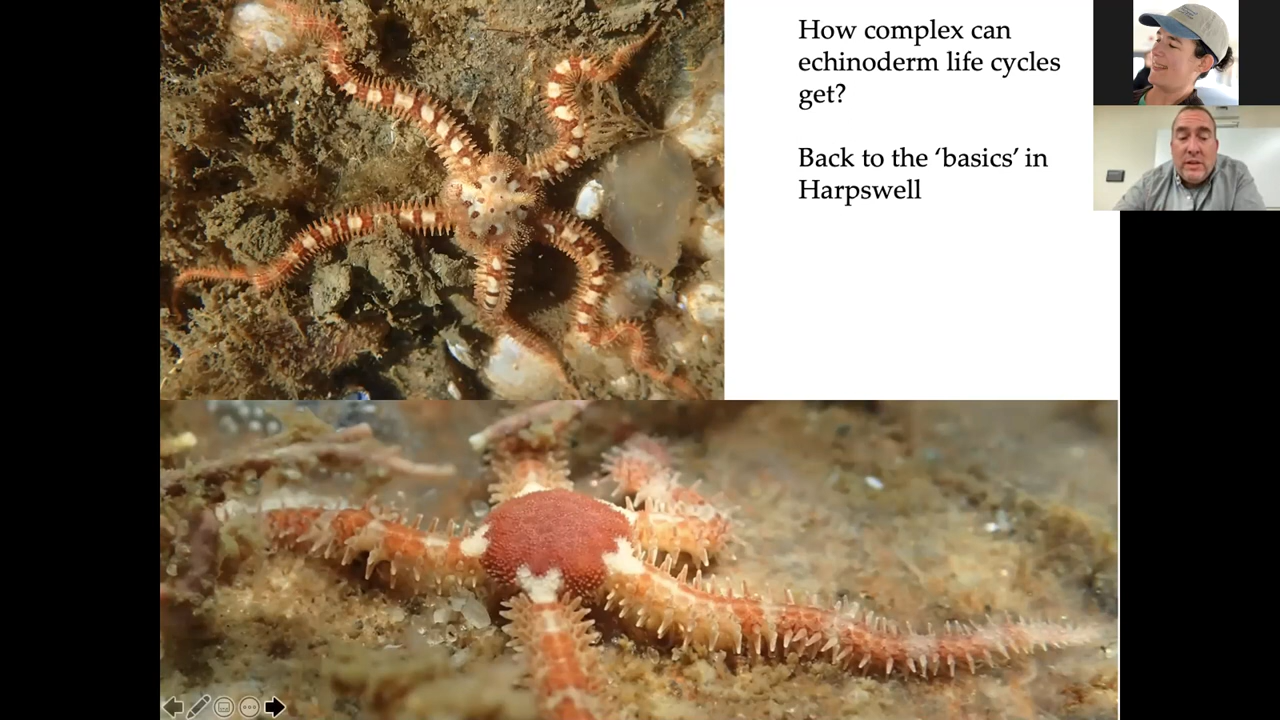 How complex can
echinoderm life cycles
get?
Back to the ‘basics’ in
Harpswell